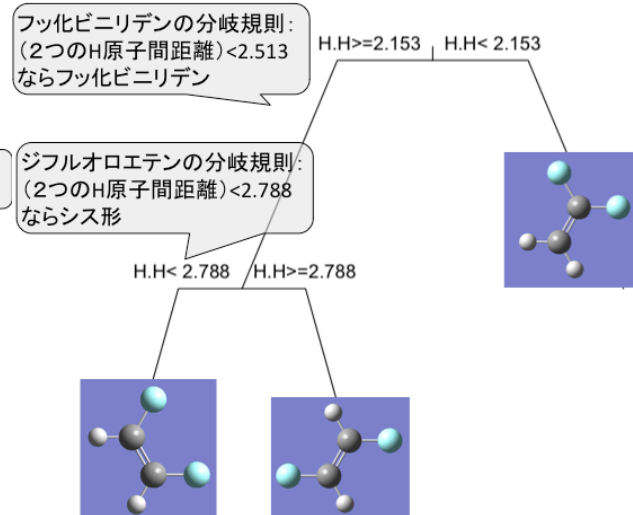 フッ化ビニリデンの分岐規則：
（２つのH原子間距離）<2.513
ならフッ化ビニリデン
H.H>=2.153
H.H< 2.153
ジフルオロエテンの分岐規則：
（２つのH原子間距離）<2.788
ならシス形
H.H< 2.788
H.H>=2.788